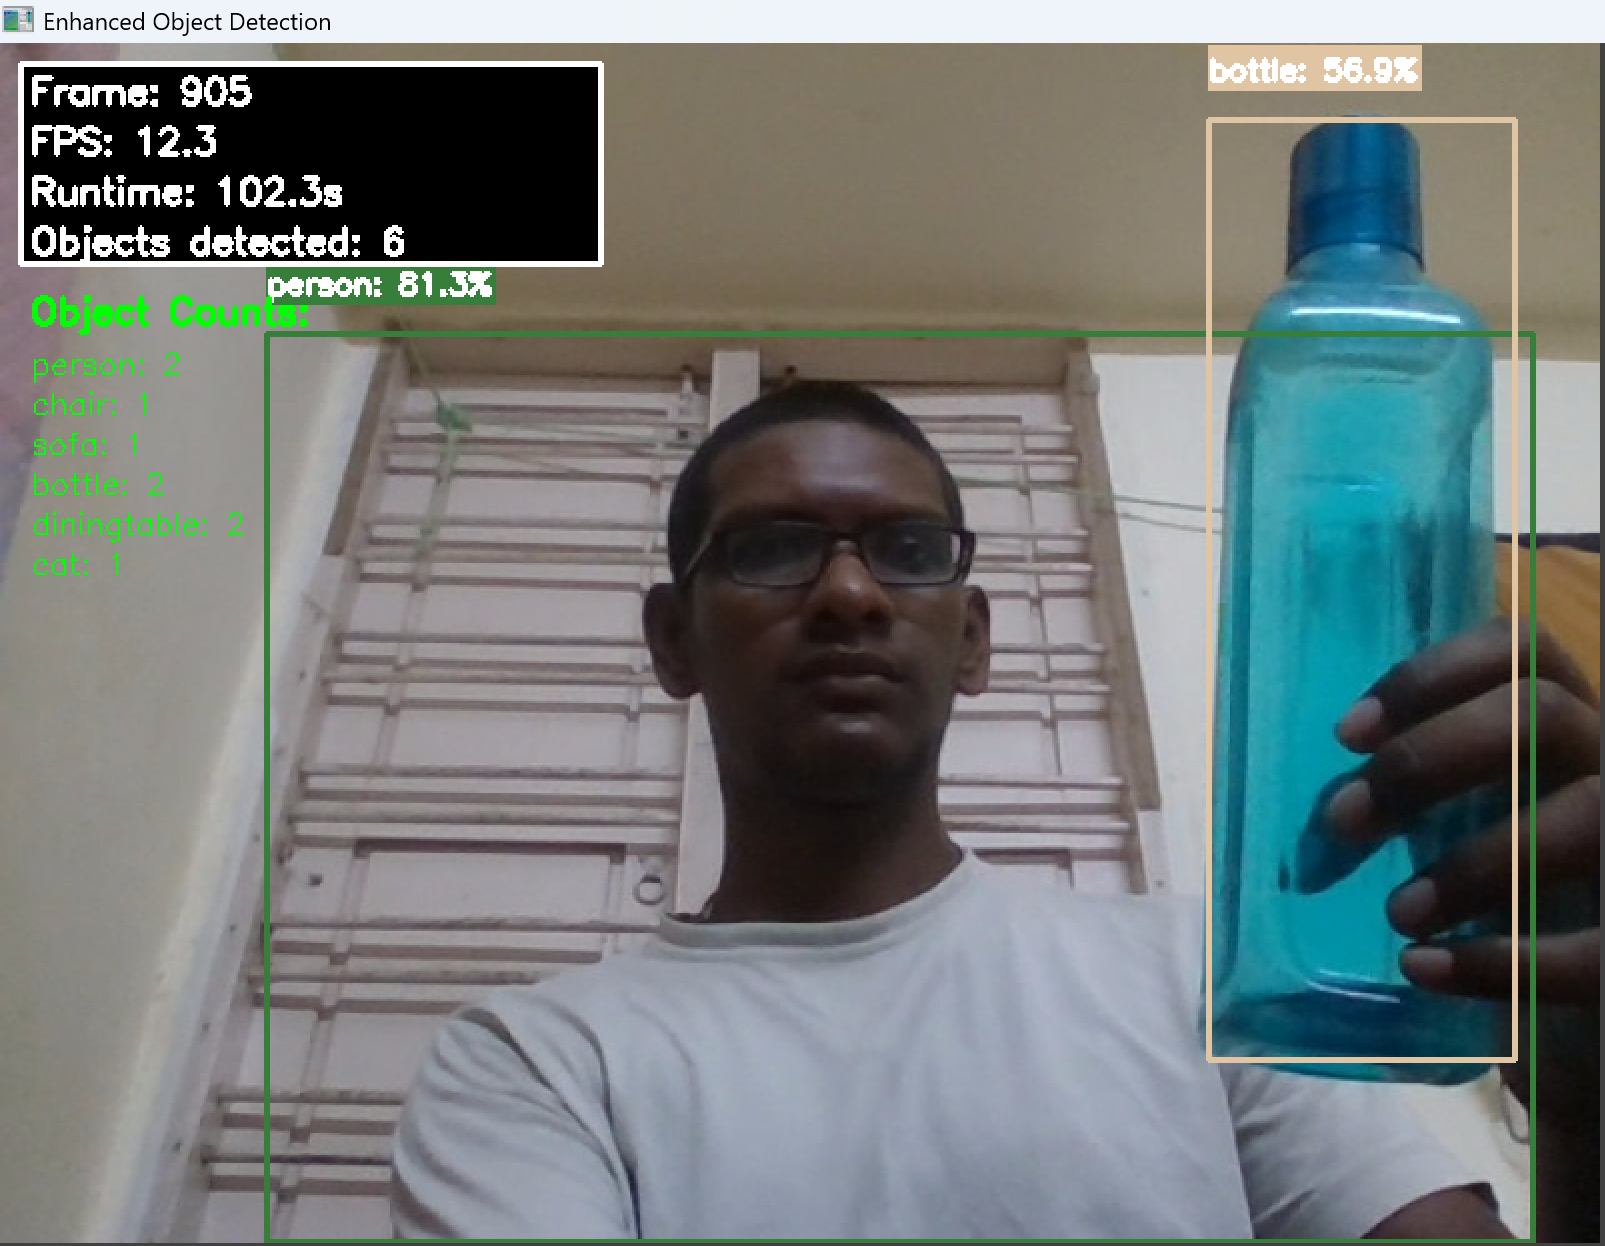 Enhanced Object Detection
Frame: 905
FPS: 12.3
Runtime: 102.3s
Objects detected: 6
bottle: 56.9%
person: 81.3%
Object Counts:
person: 2
chair: 1
sofa: 1
bottle: 2
diningtable: 2
cat: 1